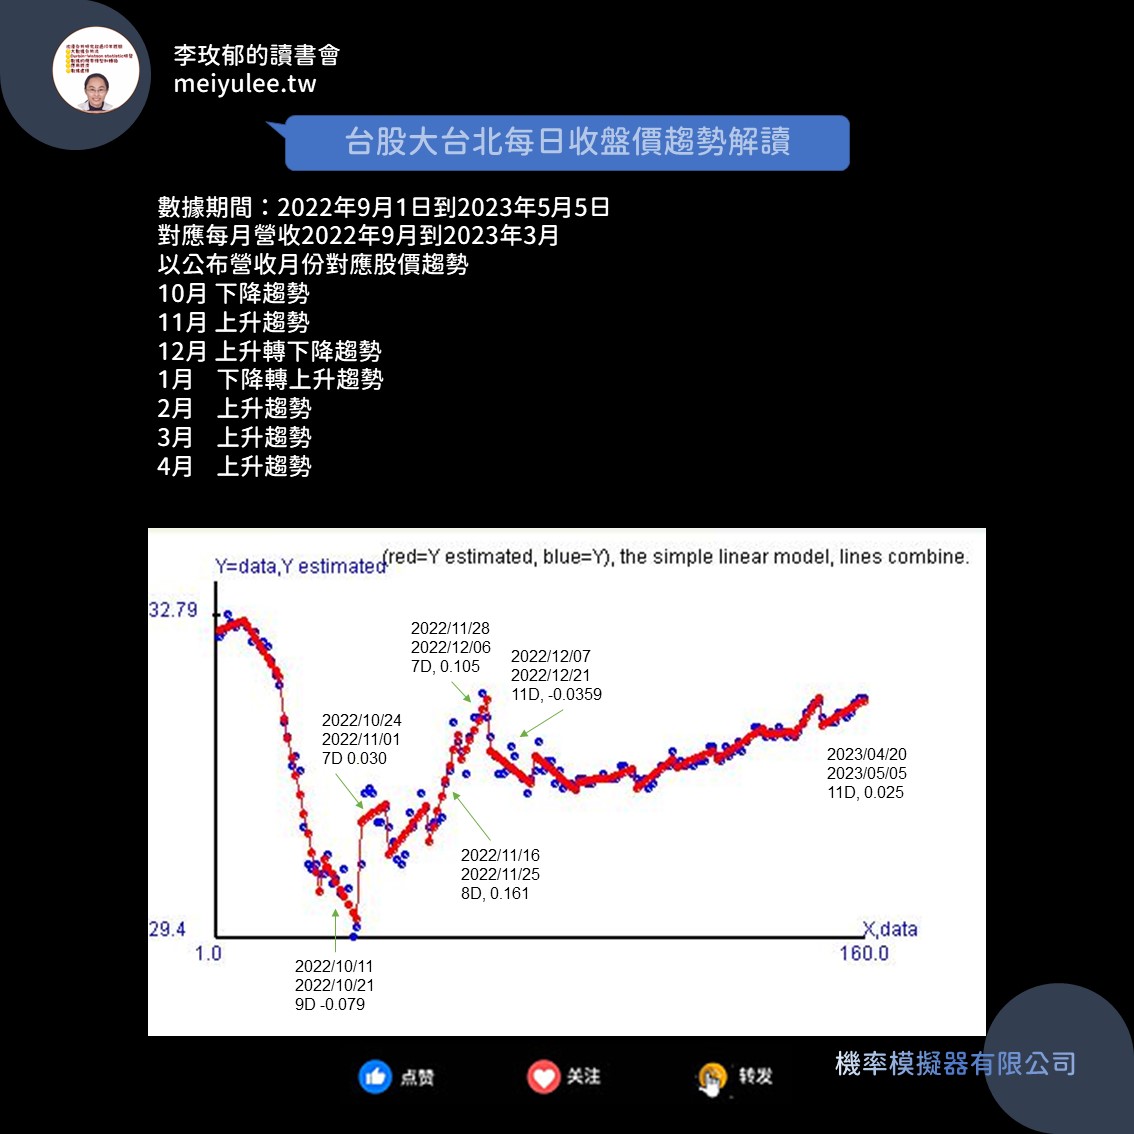 李玫郁的讀書會
meiyulee.tw
台股大台北每日收盤價趨勢解讀
數據期間：2022年9月1日到2023年5月5日
對應每月營收2022年9月到2023年3月
以公布營收月份對應股價趨勢
10月 下降趨勢
11月 上升趨勢
12月 上升轉下降趨勢
1月 下降轉上升趨勢
2月 上升趨勢
3月 上升趨勢
4月 上升趨勢
(red=Y estimated, blue=Y), the simple linear model, lines combine.
Y=data,Y estimated
32.79
2022/11/28
2022/12/06
7D, 0.105
2022/12/07
2022/12/21
11D, -0.0359
2022/10/24
2022/11/01
7D 0.030
2023/04/20
2023/05/05
11D, 0.025
2022/11/16
2022/11/25
8D, 0.161
29.4
X,data
1.0
160.0
2022/10/11
2022/10/21
9D -0.079
機率模擬器有限公司
点赞
关注
转发